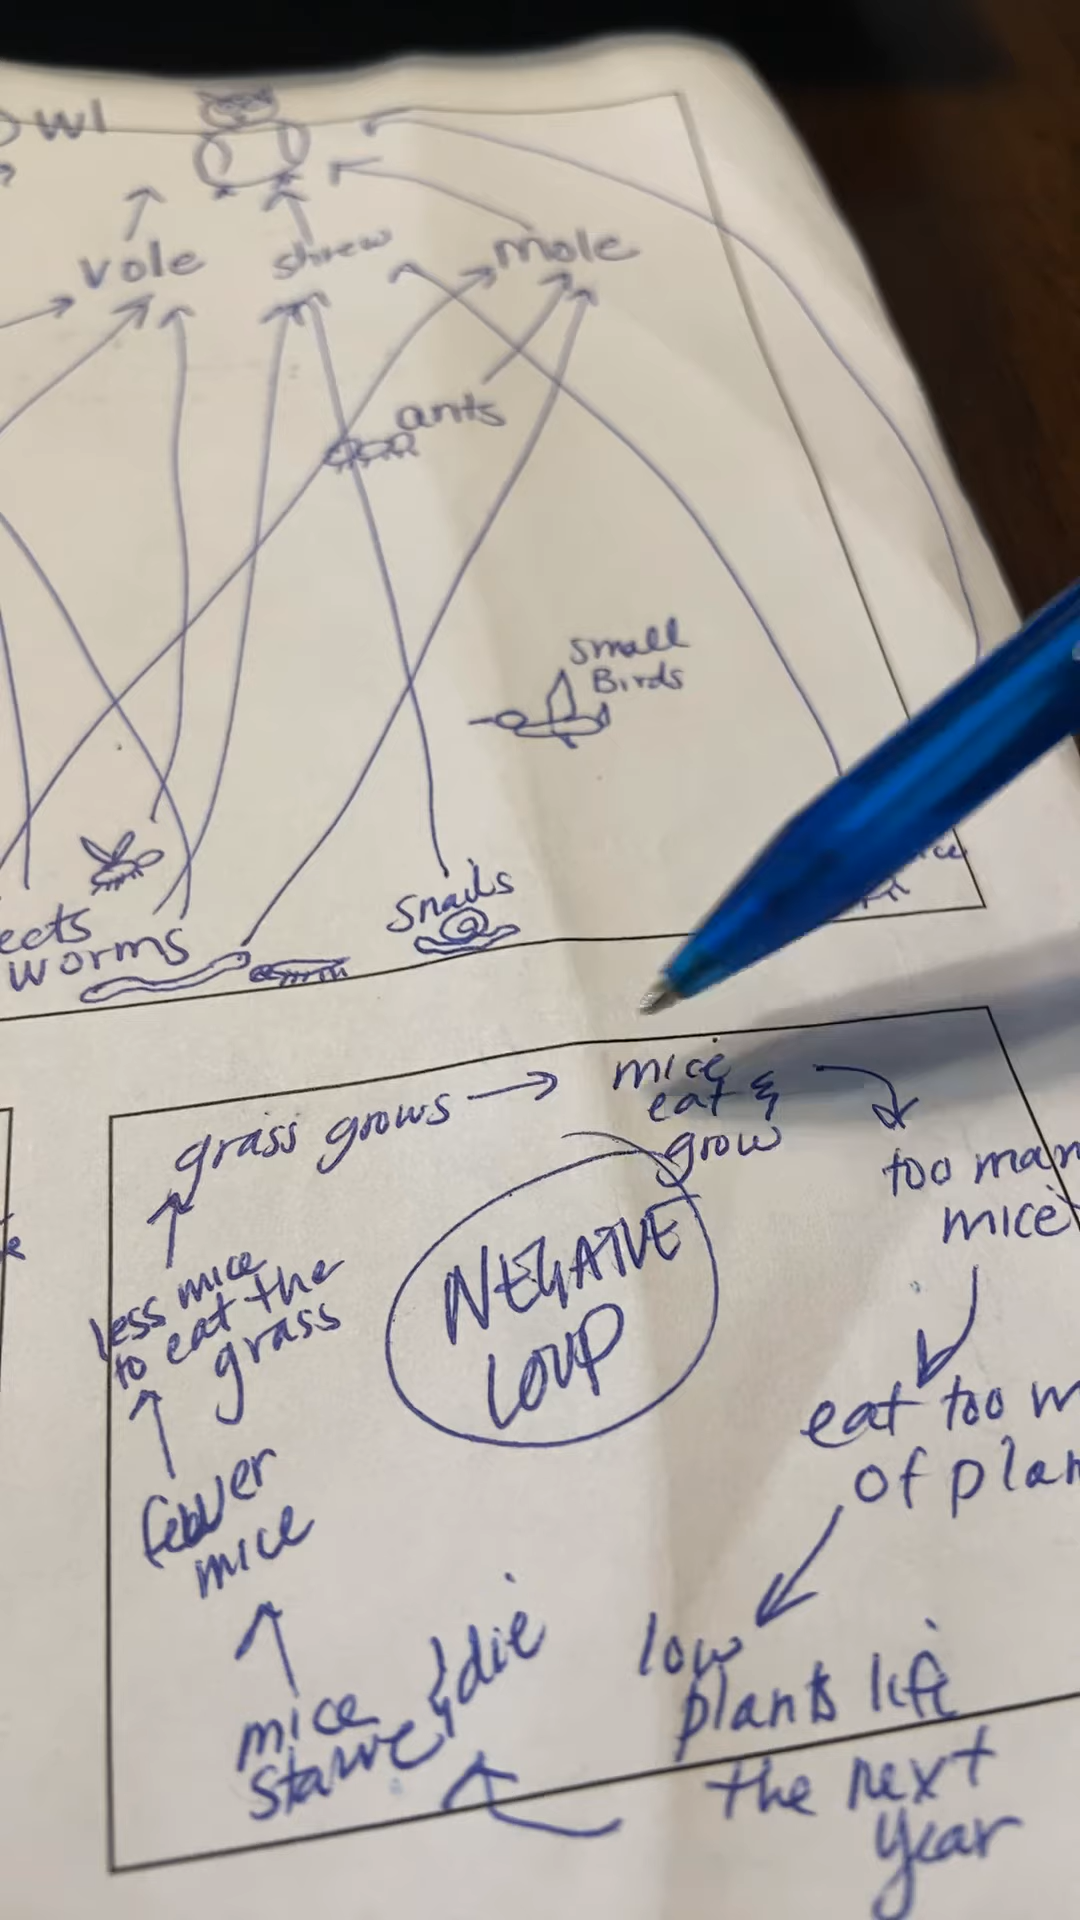 OWl
vole
shrew
mole
ants
small
Birds
ects
worms
snails
grass grows
mice
eat &
grow
too man
mice
eat too m
of plan
low
plants life
the next
year
mice
starve & die
fewer
mice
less mice
to eat the
grass
NEGATIVE
LOUP